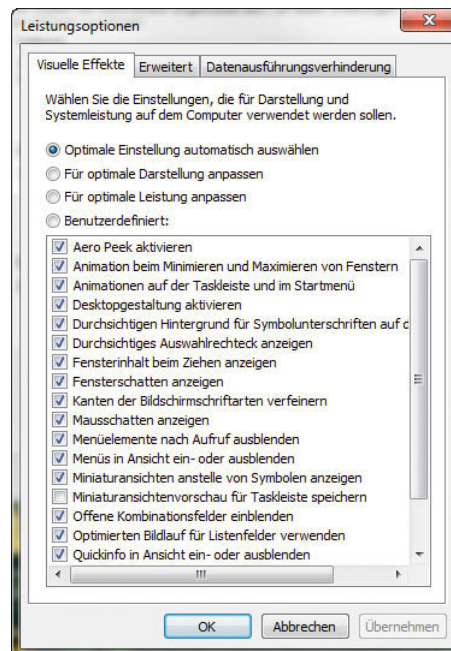 Leistungsoptionen
Visuelle Effekte Erweitert Datenausführungsverhinderung
Wählen Sie die Einstellungen, die für Darstellung und
Systemleistung auf dem Computer verwendet werden sollen.
Optimale Einstellung automatisch auswählen
Für optimale Darstellung anpassen
Für optimale Leistung anpassen
Benutzerdefiniert:
Aero Peek aktivieren
Animation beim Minimieren und Maximieren von Fenstern
Animationen auf der Taskleiste und im Startmenü
Desktopgestaltung aktivieren
Durchsichtigen Hintergrund für Symbolunterschriften auf d
Durchsichtiges Auswahlrechteck anzeigen
Fensterinhalt beim Ziehen anzeigen
Fensterschatten anzeigen
Kanten der Bildschirmschriftarten verfeinern
Mausschatten anzeigen
Menüelemente nach Aufruf ausblenden
Menüs in Ansicht ein- oder ausblenden
Miniaturansichten anstelle von Symbolen anzeigen
Miniaturansichtenvorschau für Taskleiste speichern
Offene Kombinationsfelder einblenden
Optimierten Bildlauf für Listenfelder verwenden
Quickinfo in Ansicht ein- oder ausblenden
OK Abbrechen Übernehmen